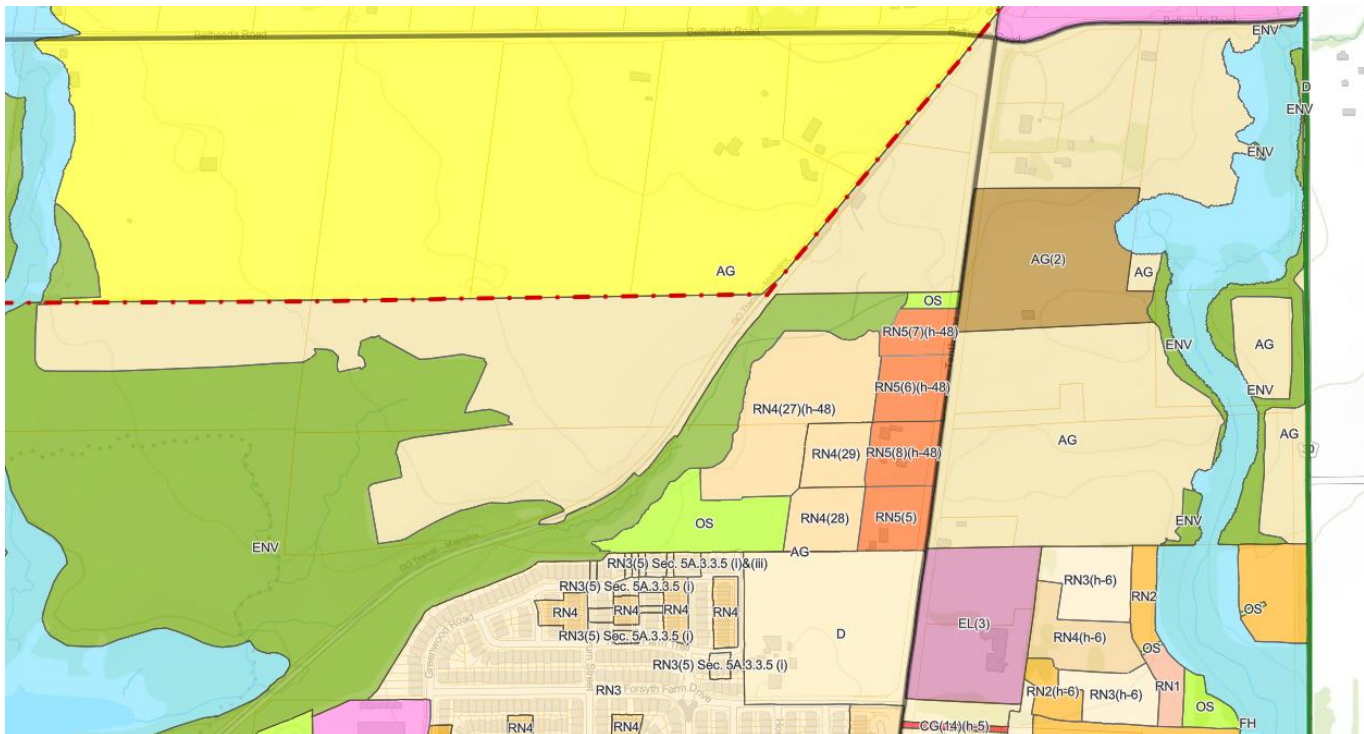 Bethesda Road
Bethesda Road
Bethesda Road
ENV
D
ENV
ENV
AG
AG(2)
AG
OS
RN5(7)(h-48)
ENV
AG
ENV
RN5(6)(h-48)
RN4(27)(h-48)
AG
AG
RN4(29)
RN5(8)(h-48)
30
OS
RN4(28)
RN5(5)
ENV
ENV
AG
GO Transit -
RN3(5) Sec. 5A.3.3.5 (i)&(iii)
RN3(5) Sec. 5A.3.3.5 (i)
RN3(h-6)
RN2
RN4
RN4
RN4
RN4
OS
Greenwood Road
EL(3)
RN3(5) Sec. 5A.3.3.5 (i)
D
RN4(h-6)
OS
RN3(5) Sec. 5A.3.3.5 (i)
RN3
Forsyth Farm Drive
RN2(h-6)
RN3(h-6)
RN1
OS
RN4
RN4
CG(14)(h-5)
FH